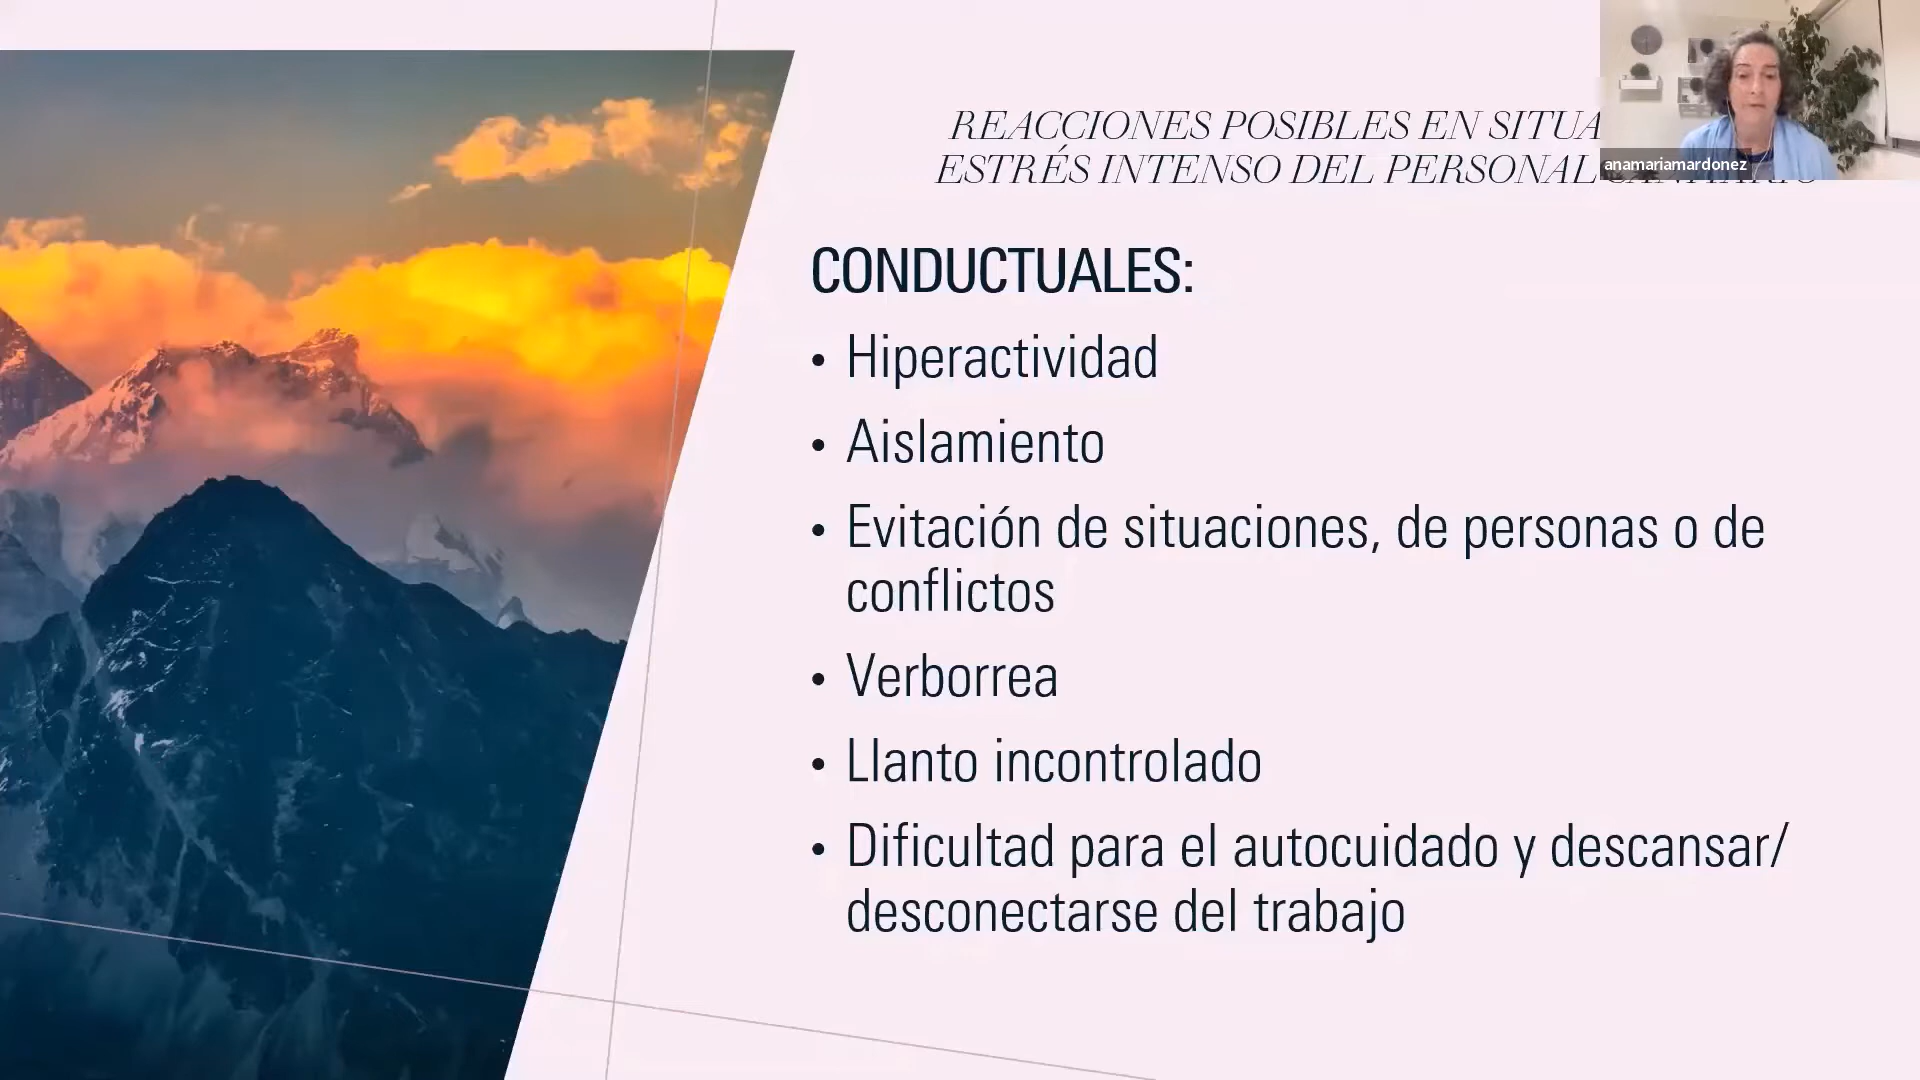 REACCIONES POSIBLES EN SITUA
ESTRÉS INTENSO DEL PERSONAL
anamariamardonez
CONDUCTUALES:
• Hiperactividad
• Aislamiento
• Evitación de situaciones, de personas o de
conflictos
• Verborrea
• Llanto incontrolado
• Dificultad para el autocuidado y descansar/
desconectarse del trabajo